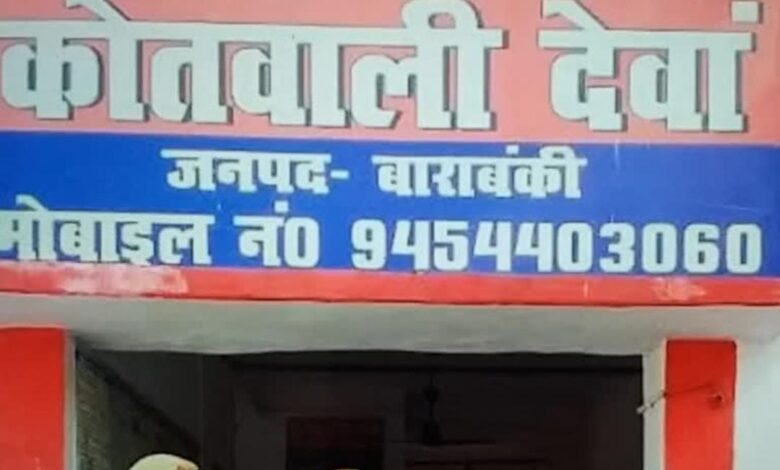 कोतवाली देवां
जनपद- बाराबंकी
मोबाइल नं0 9454403060